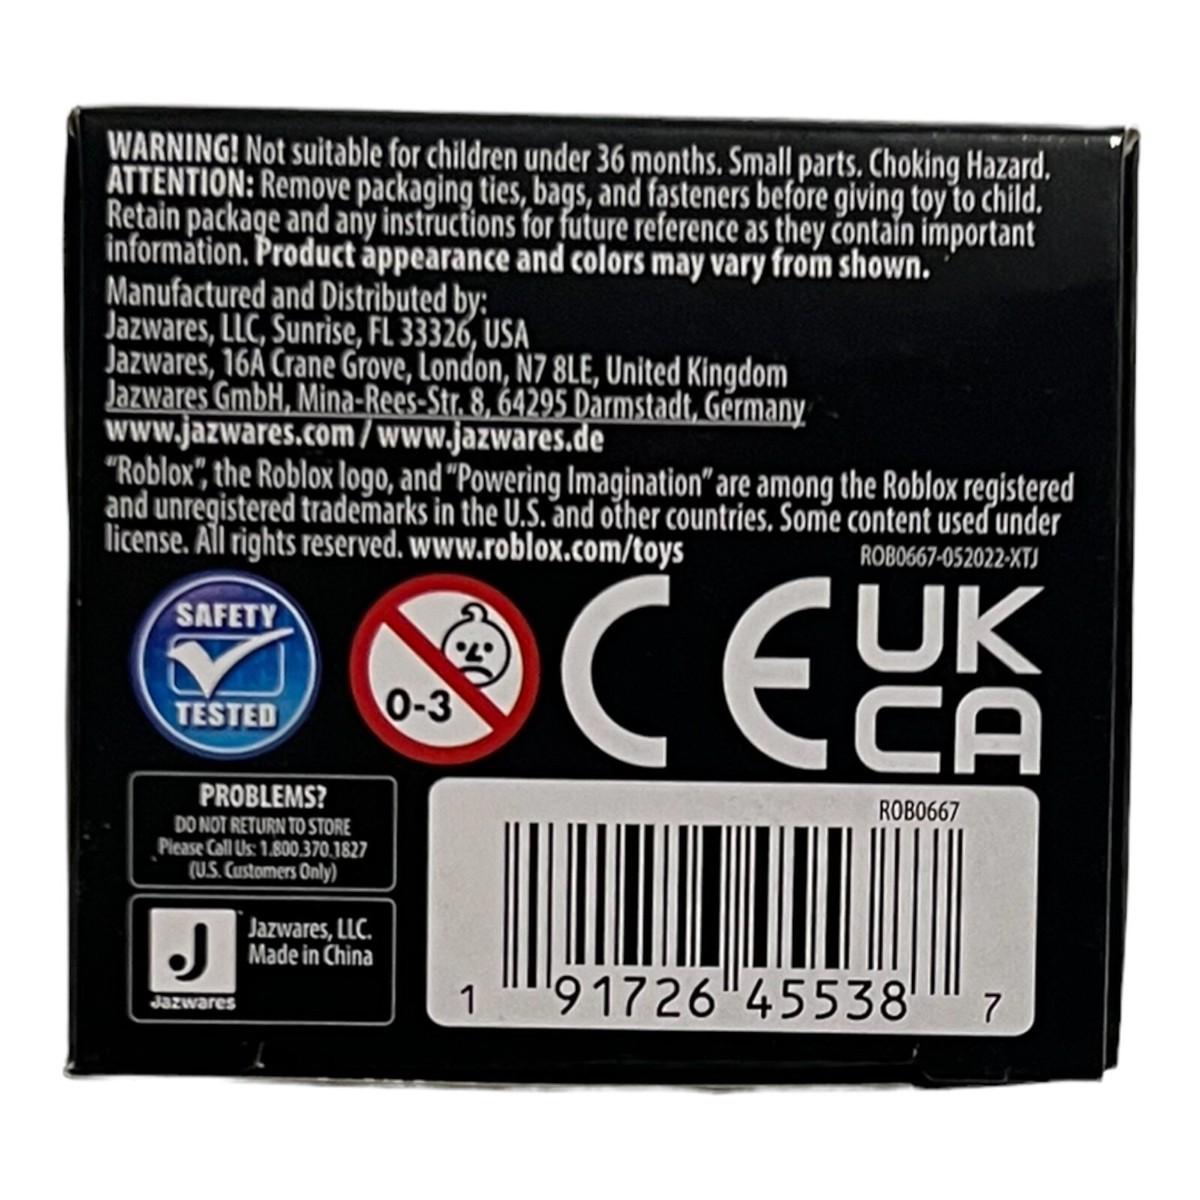 WARNING! Not suitable for children under 36 months. Small parts. Choking Hazard.
ATTENTION: Remove packaging ties, bags, and fasteners before giving toy to child.
Retain package and any instructions for future reference as they contain important
information. Product appearance and colors may vary from shown.
Manufactured and Distributed by:
Jazwares, LLC, Sunrise, FL 33326, USA
Jazwares, 16A Crane Grove, London, N7 8LE, United Kingdom
Jazwares GmbH, Mina-Rees-Str. 8, 64295 Darmstadt, Germany
www.jazwares.com / www.jazwares.de
"Roblox", the Roblox logo, and "Powering Imagination" are among the Roblox registered
and unregistered trademarks in the U.S. and other countries. Some content used under
license. All rights reserved. www.roblox.com/toys
ROB0667-052022-XTJ
SAFETY
TESTED
0-3
CE
UK
CA
PROBLEMS?
DO NOT RETURN TO STORE
Please Call Us: 1.800.370.1827
(U.S. Customers Only)
J
Jazwares
Jazwares, LLC.
Made in China
ROB0667
1 91726 45538 7